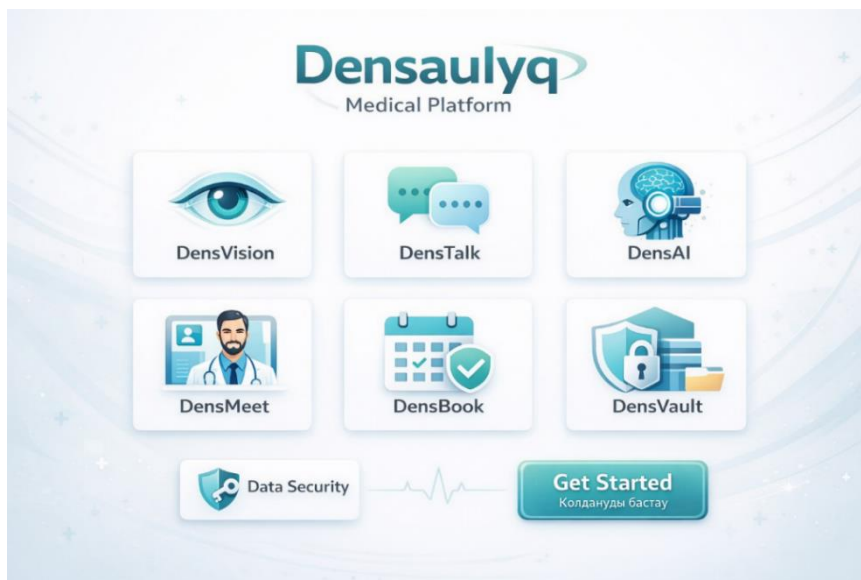 Densaulyq
Medical Platform
DensVision
DensTalk
DensAI
DensMeet
DensBook
DensVault
Data Security
Get Started
Колдануды бастау